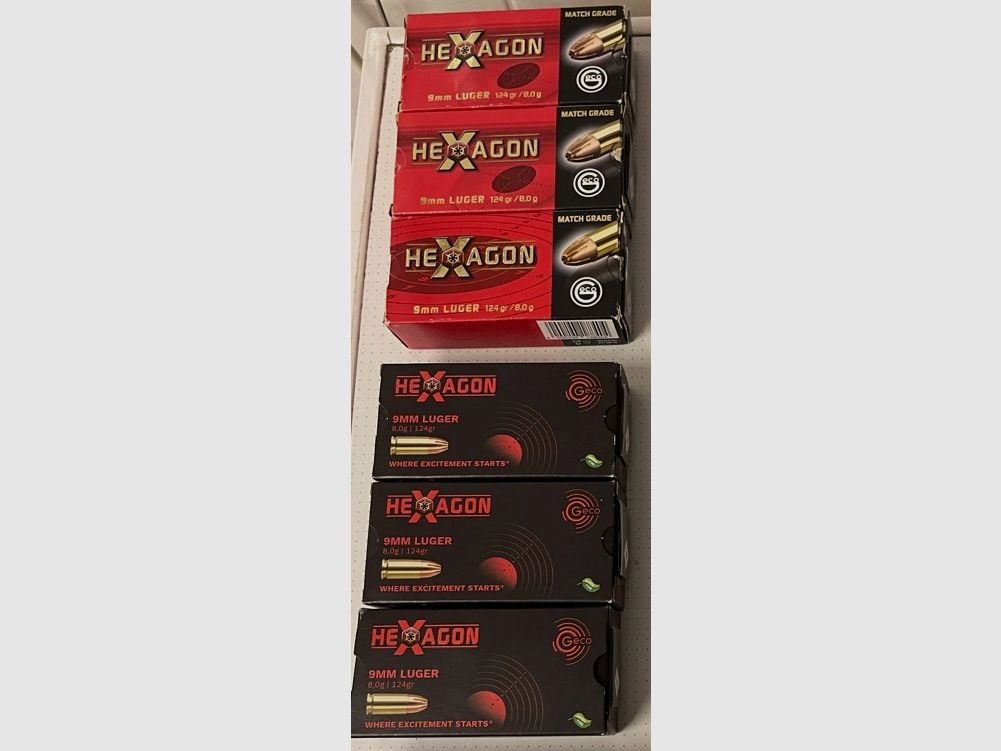 HEXAGON
MATCH GRADE
Geco
9mm LUGER 124 gr / 8,0 g
HEXAGON
MATCH GRADE
Geco
9mm LUGER 124 gr / 8,0 g
HEXAGON
MATCH GRADE
Geco
9mm LUGER 124 gr / 8,0 g
HEXAGON
Geco
9MM LUGER
8,0g | 124gr
WHERE EXCITEMENT STARTS*
HEXAGON
Geco
9MM LUGER
8,0g | 124gr
WHERE EXCITEMENT STARTS*
HEXAGON
Geco
9MM LUGER
8,0g | 124gr
WHERE EXCITEMENT STARTS*